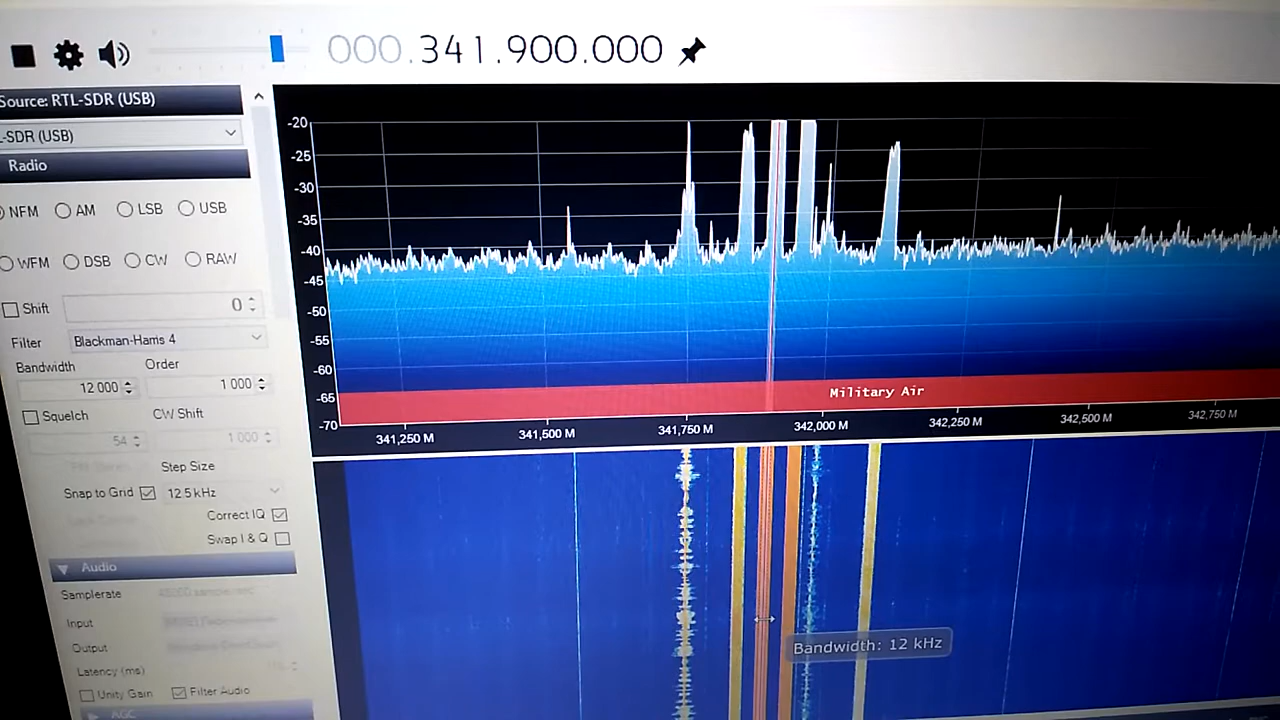 000.341.900.000
Source: RTL-SDR (USB)
-SDR (USB)
Radio
NFM AM LSB USB
WFM DSB CW RAW
Shift 0
Filter Blackman-Harris 4
Bandwidth Order
12 000 1 000
Squelch CW Shift
54 1 000
Step Size
Snap to Grid 12.5 kHz
Correct IQ
Swap I & Q
Audio
Samplerate
Input
Output
Latency (ms)
Unity Gain Filter Audio
AGC
-20
-25
-30
-35
-40
-45
-50
-55
-60
-65
-70
Military Air
341,250 M 341,500 M 341,750 M 342,000 M 342,250 M 342,500 M 342,750 M
Bandwidth: 12 kHz